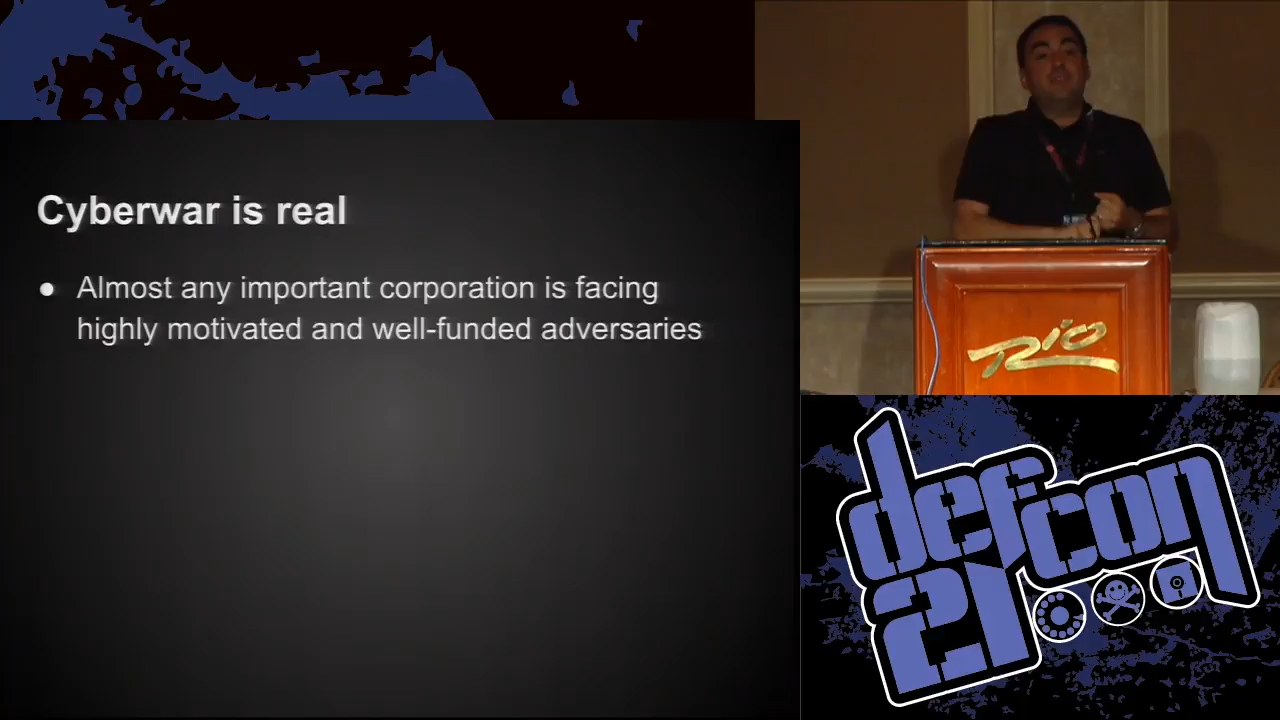 Cyberwar is real
● Almost any important corporation is facing
highly motivated and well-funded adversaries
Rio
defcon
21